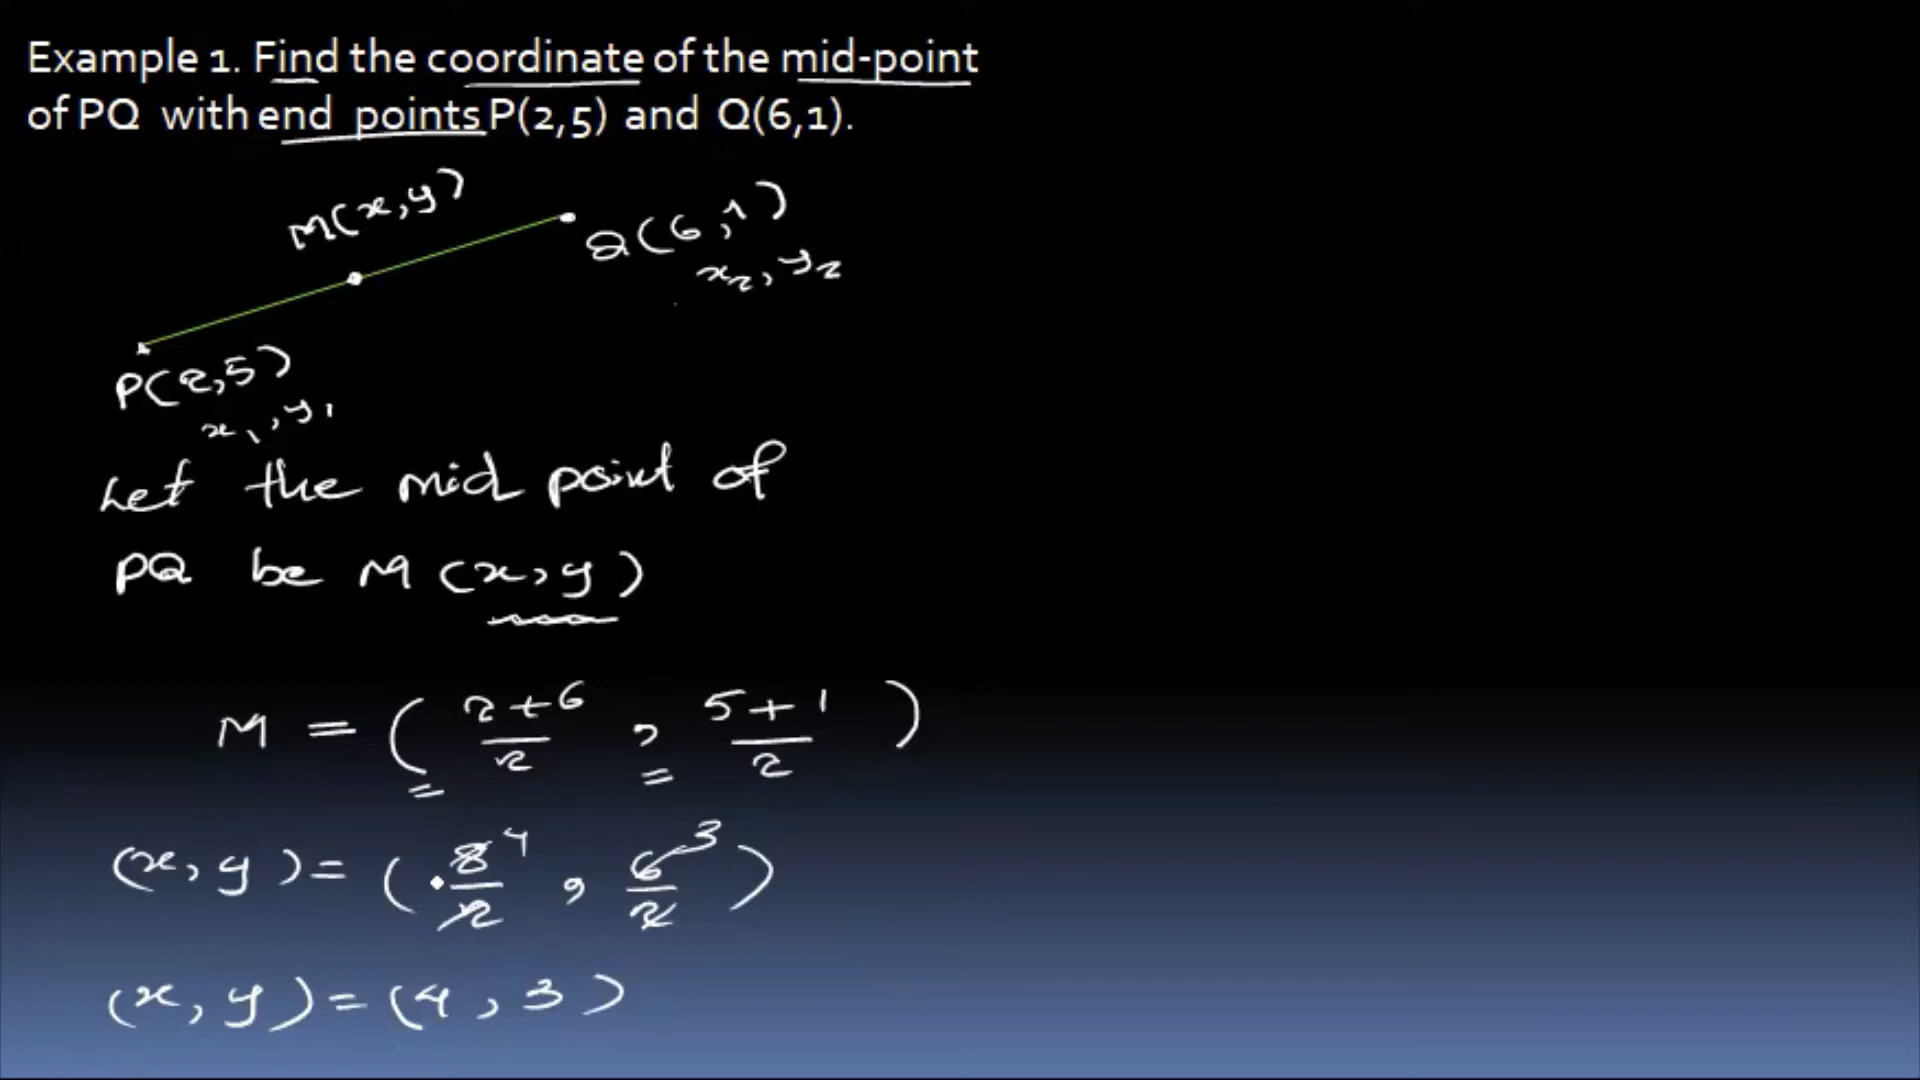 Example 1. Find the coordinate of the mid-point
of PQ with end points P(2,5) and Q(6,1).
M(x,y)
Q(6,1)
x₂,y₂
P(2,5)
x₁,y₁
Let the mid point of
PQ be M (x,y)
M = ( 2+6/2 , 5+1/2 )
(x,y)= ( 8/2 4 , 6/2 3 )
(x,y)=(4,3)